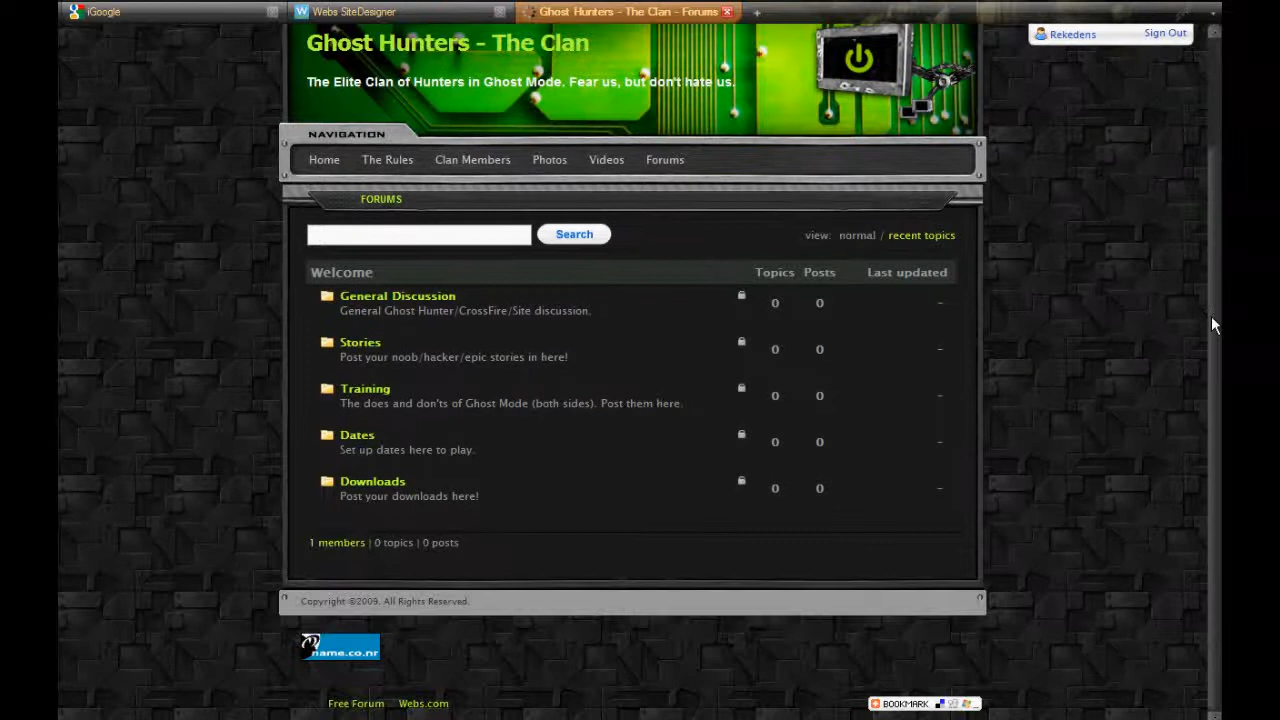 iGoogle Webs SiteDesigner Ghost Hunters - The Clan - Forums
Rekedens Sign Out
Ghost Hunters - The Clan
The Elite Clan of Hunters in Ghost Mode. Fear us, but don't hate us.
NAVIGATION
Home The Rules Clan Members Photos Videos Forums
FORUMS
Search view: normal / recent topics
Welcome Topics Posts Last updated
General Discussion 0 0 -
General Ghost Hunter/CrossFire/Site discussion.
Stories 0 0 -
Post your noob/hacker/epic stories in here!
Training 0 0 -
The does and don'ts of Ghost Mode (both sides). Post them here.
Dates 0 0 -
Set up dates here to play.
Downloads 0 0 -
Post your downloads here!
1 members | 0 topics | 0 posts
Copyright ©2009. All Rights Reserved.
name.co.nr
Free Forum Webs.com BOOKMARK